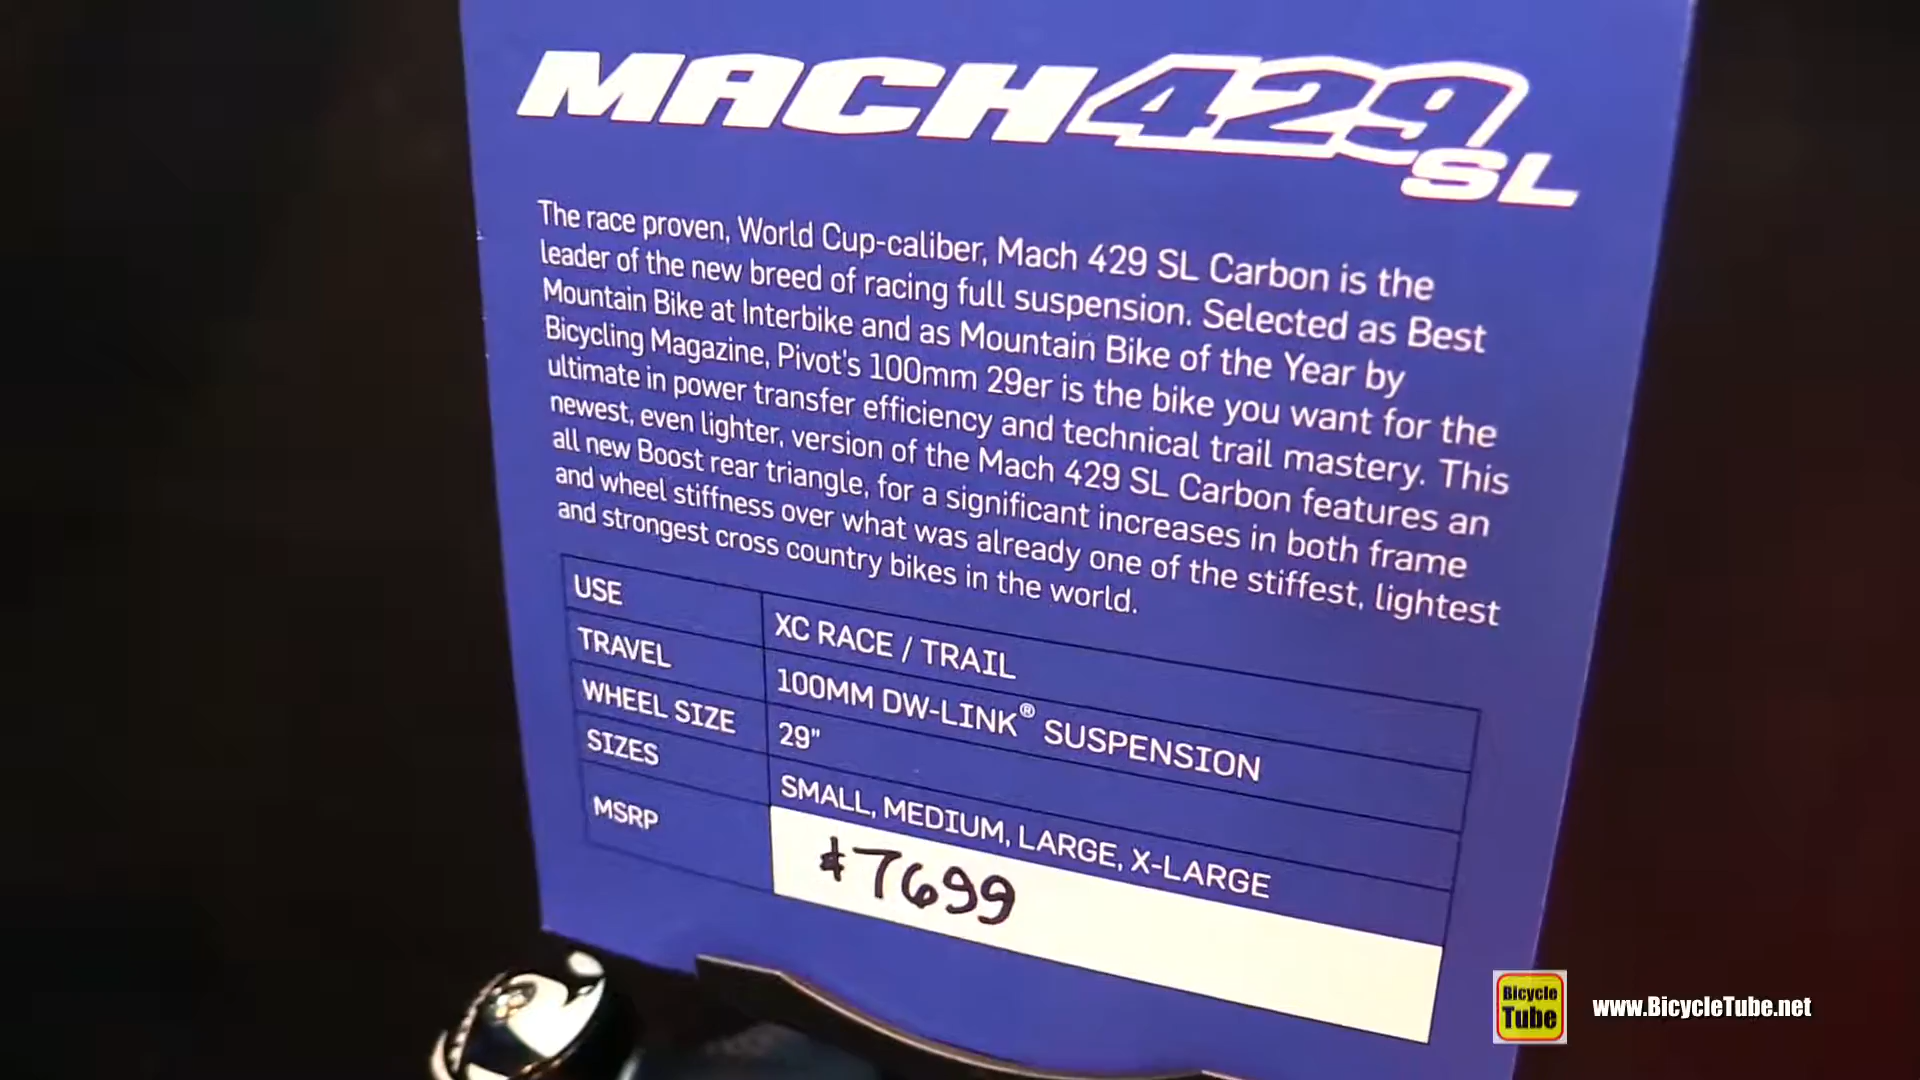 MACH429
SL
The race proven, World Cup-caliber, Mach 429 SL Carbon is the
leader of the new breed of racing full suspension. Selected as Best
Mountain Bike at Interbike and as Mountain Bike of the Year by
Bicycling Magazine, Pivot's 100mm 29er is the bike you want for the
ultimate in power transfer efficiency and technical trail mastery. This
newest, even lighter, version of the Mach 429 SL Carbon features an
all new Boost rear triangle, for a significant increases in both frame
and wheel stiffness over what was already one of the stiffest, lightest
and strongest cross country bikes in the world.
USE XC RACE / TRAIL
TRAVEL 100MM DW-LINK® SUSPENSION
WHEEL SIZE 29"
SIZES SMALL, MEDIUM, LARGE, X-LARGE
MSRP $7699
Bicycle
Tube
www.BicycleTube.net